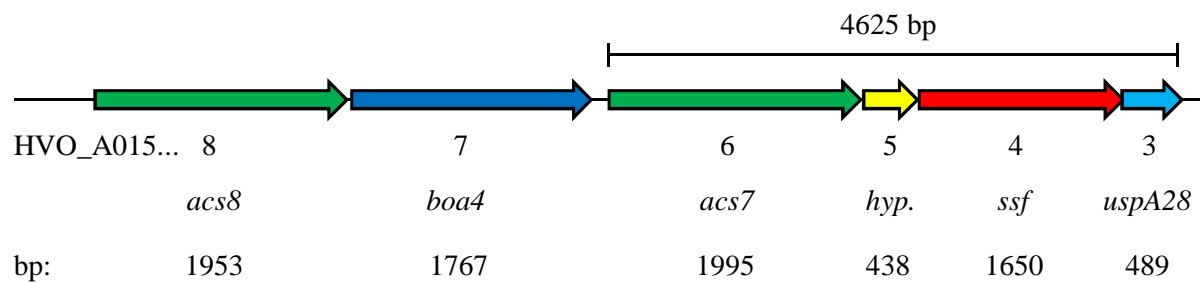 4625 bp
HVO_A015... 8 7 6 5 4 3
acs8 boa4 acs7 hyp. ssf uspA28
bp: 1953 1767 1995 438 1650 489